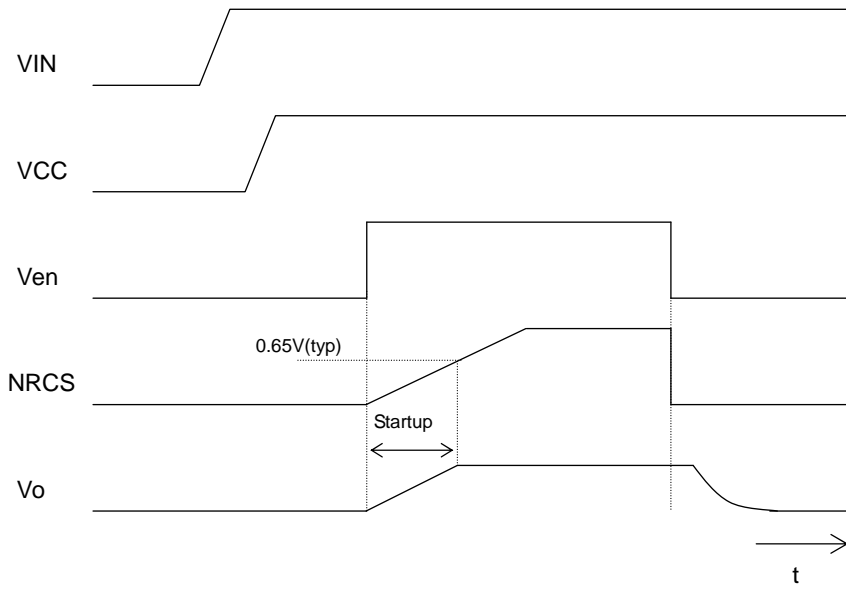 VIN
VCC
Ven
0.65V(typ)
NRCS
Startup
Vo
t